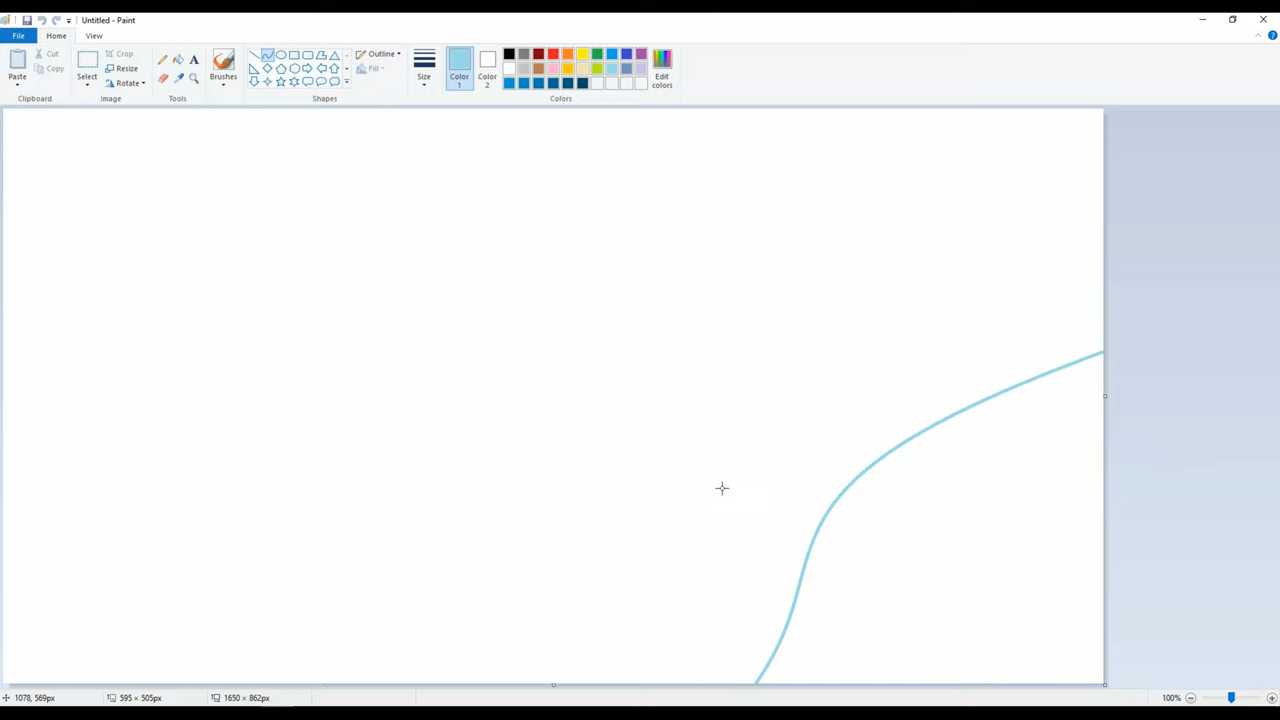 Untitled - Paint
File Home View
Paste
Cut
Copy
Clipboard
Select
Crop
Resize
Rotate
Image
A
Tools
Brushes
Outline
Fill
Shapes
Size
Color 1
Color 2
Edit colors
Colors
1078, 569px
595 × 505px
1650 × 862px
100%